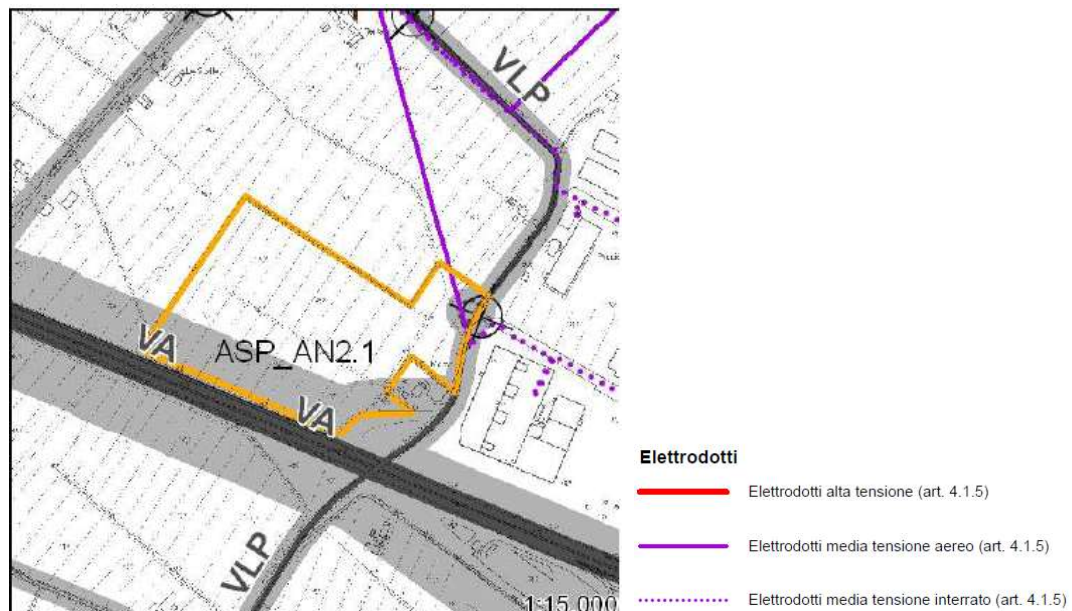 VLP
VA
ASP_AN2.1
VA
VLP
1:15.000
Elettrodotti
Elettrodotti alta tensione (art. 4.1.5)
Elettrodotti media tensione aereo (art. 4.1.5)
Elettrodotti media tensione interrato (art. 4.1.5)